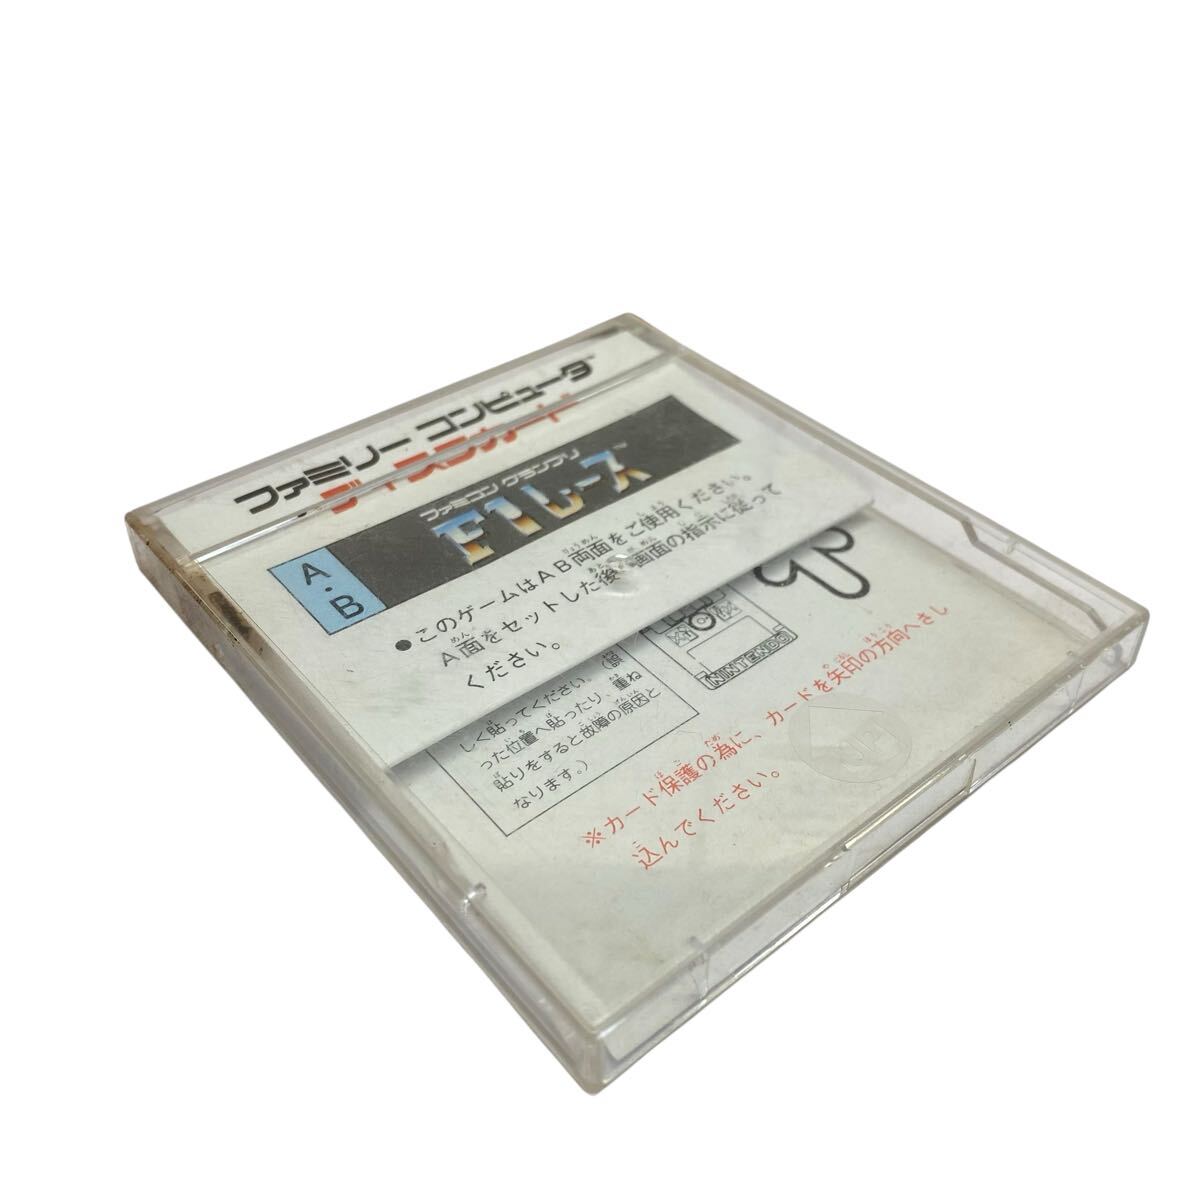 ファミリー コンピュータ™
ディスクカード
ファミコン グランプリ
F1レース™
A・B
●このゲームはAB両面をご使用ください。
A面をセットした後、画面の指示に従って
ください。
しく貼ってください。(誤
った位置へ貼ったり、重ね
貼りをすると故障の原因と
なります。)
NINTENDO
※カード保護の為に、カードを矢印の方向へさし
込んでください。
JP